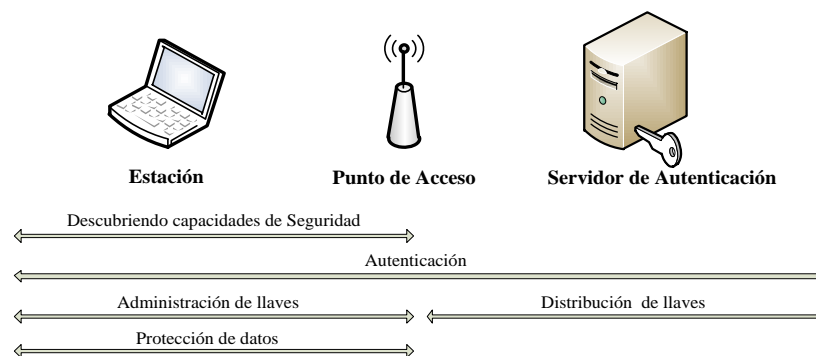 Estación
Punto de Acceso
Servidor de Autenticación
Descubriendo capacidades de Seguridad
Autenticación
Administración de llaves
Distribución de llaves
Protección de datos